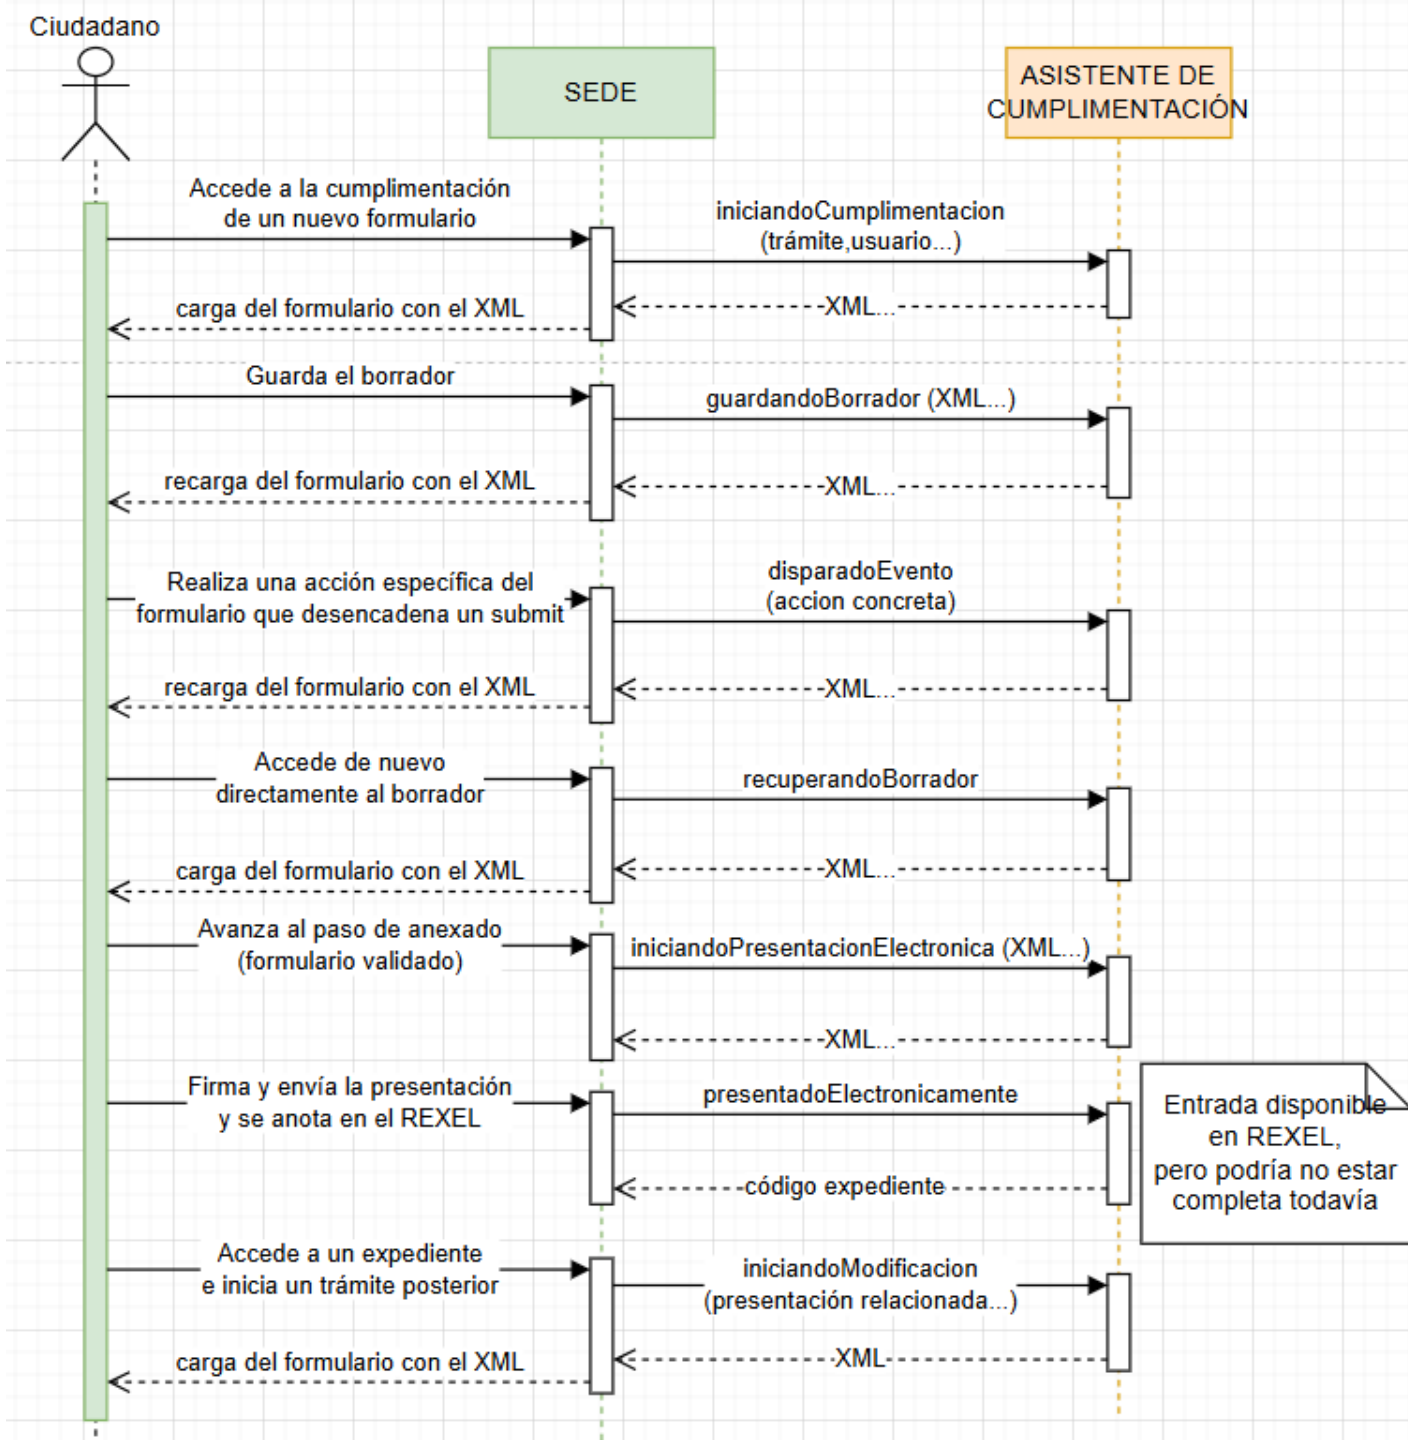 Ciudadano
SEDE
ASISTENTE DE
CUMPLIMENTACIÓN
Accede a la cumplimentación
de un nuevo formulario
iniciandoCumplimentacion
(trámite,usuario...)
XML...
carga del formulario con el XML
Guarda el borrador
guardandoBorrador (XML...)
recarga del formulario con el XML
XML...
Realiza una acción específica del
formulario que desencadena un submit
disparadoEvento
(accion concreta)
recarga del formulario con el XML
XML...
Accede de nuevo
directamente al borrador
recuperandoBorrador
carga del formulario con el XML
XML...
Avanza al paso de anexado
(formulario validado)
iniciandoPresentacionElectronica (XML...)
XML...
Firma y envía la presentación
y se anota en el REXEL
presentadoElectronicamente
Entrada disponible
en REXEL,
pero podría no estar
completa todavía
código expediente
Accede a un expediente
e inicia un trámite posterior
iniciandoModificacion
(presentación relacionada...)
XML
carga del formulario con el XML